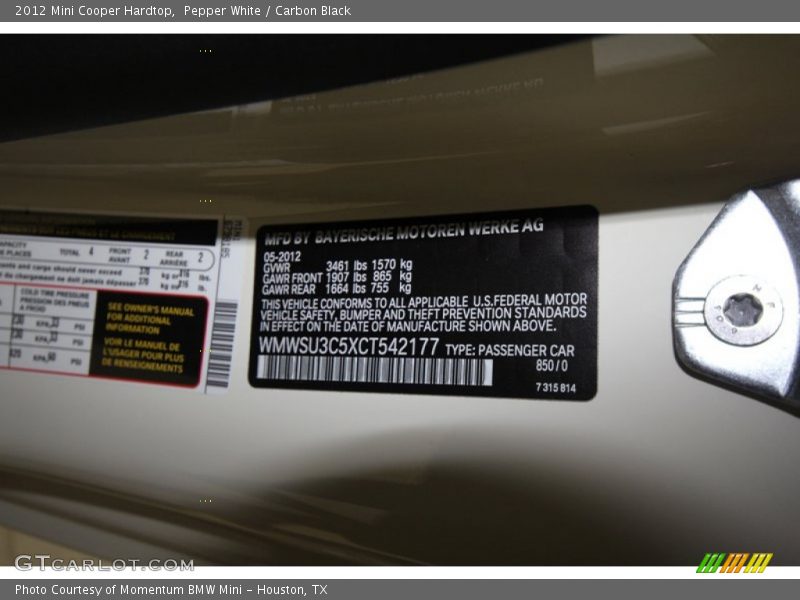 2012 Mini Cooper Hardtop,  Pepper White / Carbon Black
MFD BY BAYERISCHE MOTOREN WERKE AG
05-2012
GVWR 3461 lbs 1570 kg
GAWR FRONT 1907 lbs 865 kg
GAWR REAR 1664 lbs 755 kg
THIS VEHICLE CONFORMS TO ALL APPLICABLE U.S.FEDERAL MOTOR
VEHICLE SAFETY, BUMPER AND THEFT PREVENTION STANDARDS
IN EFFECT ON THE DATE OF MANUFACTURE SHOWN ABOVE.
WMWSU3C5XCT542177 TYPE: PASSENGER CAR
850/0
7 315 814
TOTAL 4 FRONT 2 REAR 2
AVANT ARRIÈRE
COLD TIRE PRESSURE
SEE OWNER'S MANUAL
FOR ADDITIONAL
INFORMATION
VOIR LE MANUEL DE
L'USAGER POUR PLUS
DE RENSEIGNEMENTS
GTCARLOT.COM
Photo Courtesy of Momentum BMW Mini – Houston, TX